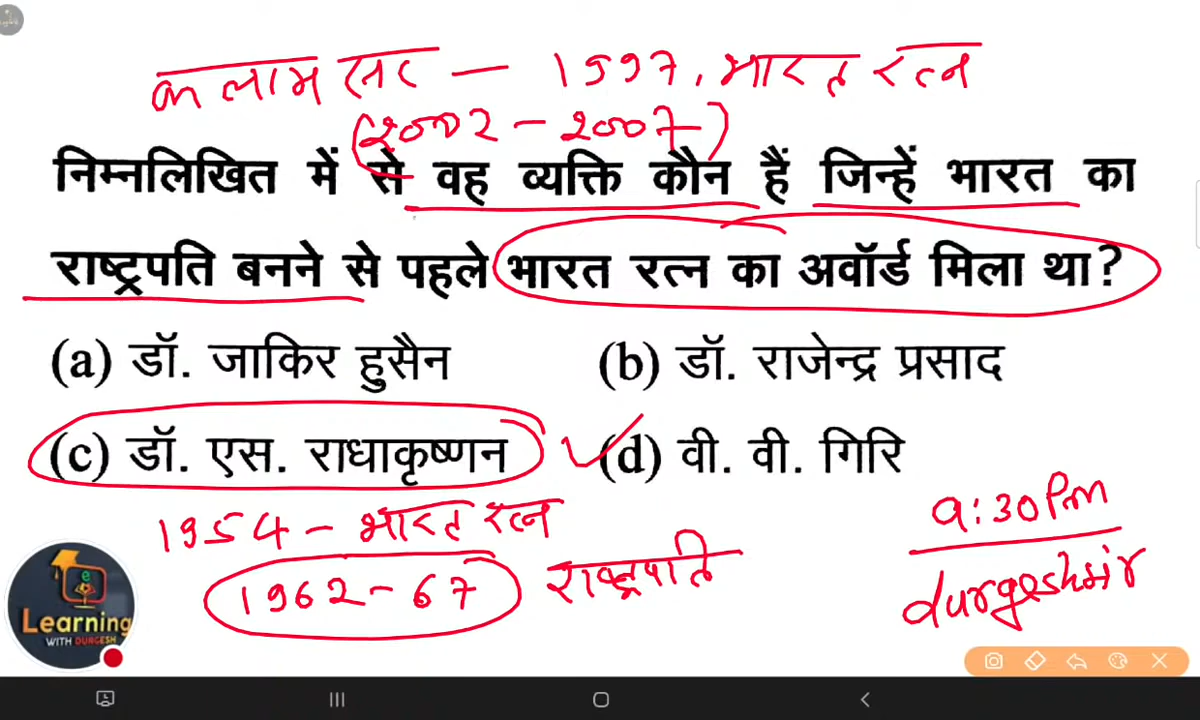 कलाम सर – 1997, भारत रत्न
(2002 – 2007)
निम्नलिखित में से वह व्यक्ति कौन हैं जिन्हें भारत का
राष्ट्रपति बनने से पहले भारत रत्न का अवॉर्ड मिला था?
(a) डॉ. जाकिर हुसैन (b) डॉ. राजेन्द्र प्रसाद
(c) डॉ. एस. राधाकृष्णन (d) वी. वी. गिरि
1954 – भारत रत्न
1962 – 67 राष्ट्रपति
9:30 Pm
durgeshsir
e
Learning
WITH DURGESH